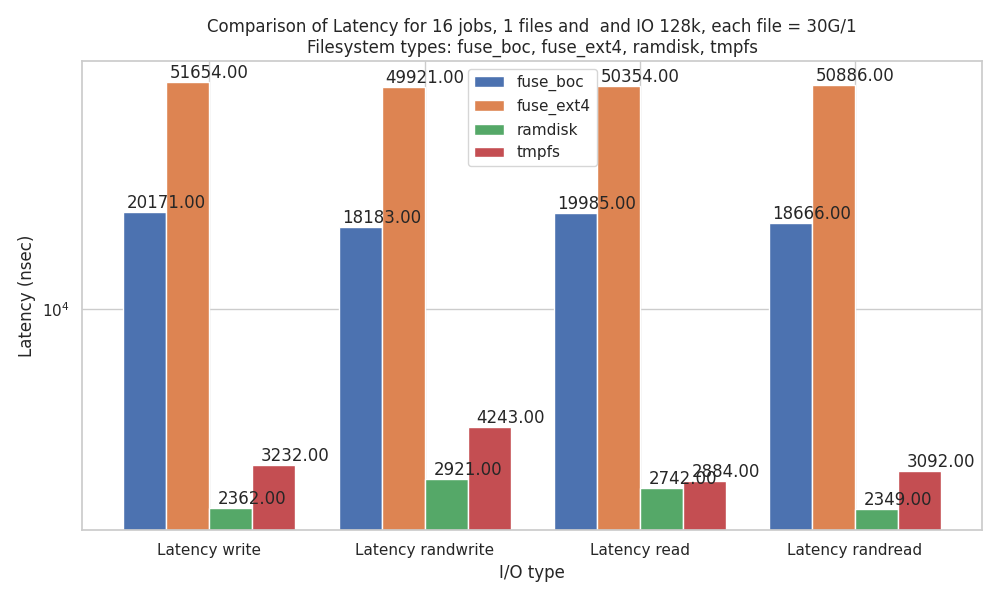 Comparison of Latency for 16 jobs, 1 files and  and IO 128k, each file = 30G/1
Filesystem types: fuse_boc, fuse_ext4, ramdisk, tmpfs
fuse_boc
fuse_ext4
ramdisk
tmpfs
51654.00
49921.00
50354.00
50886.00
20171.00
18183.00
19985.00
18666.00
10⁴
3232.00
2362.00
4243.00
2921.00
2884.00
2742.00
3092.00
2349.00
Latency (nsec)
Latency write
Latency randwrite
Latency read
Latency randread
I/O type